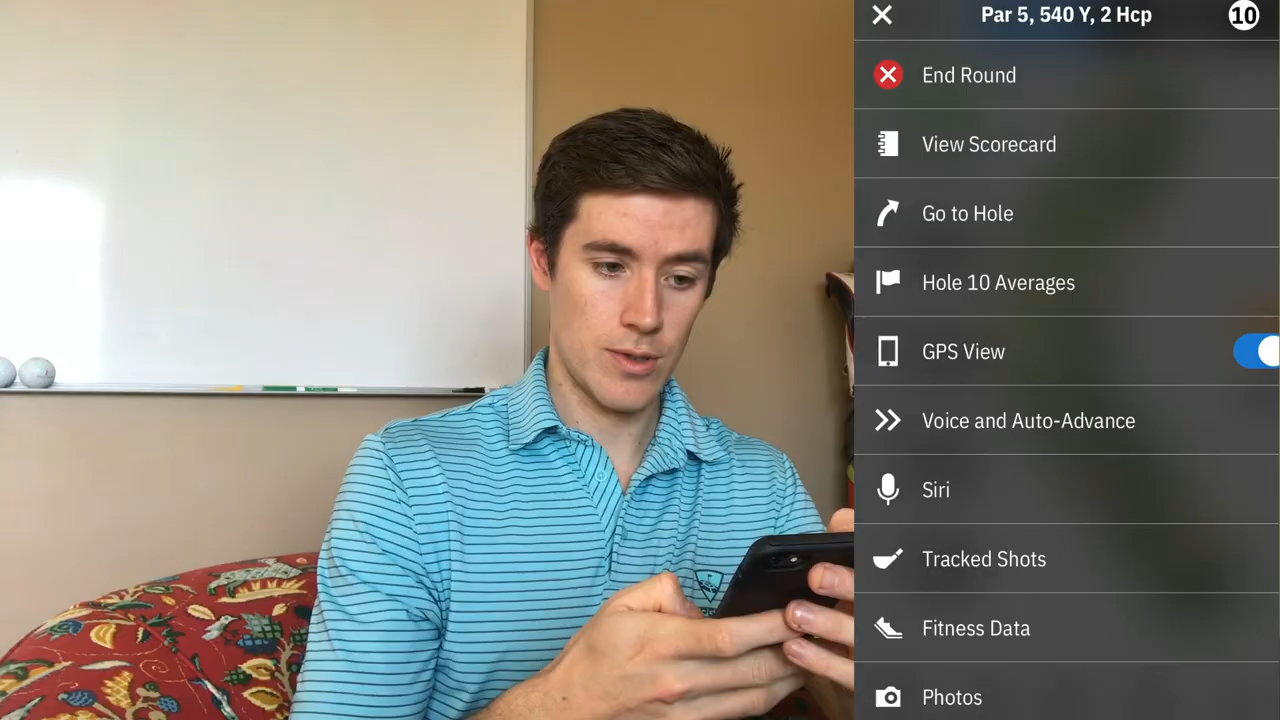 Par 5, 540 Y, 2 Hcp
10
End Round
View Scorecard
Go to Hole
Hole 10 Averages
GPS View
Voice and Auto-Advance
Siri
Tracked Shots
Fitness Data
Photos